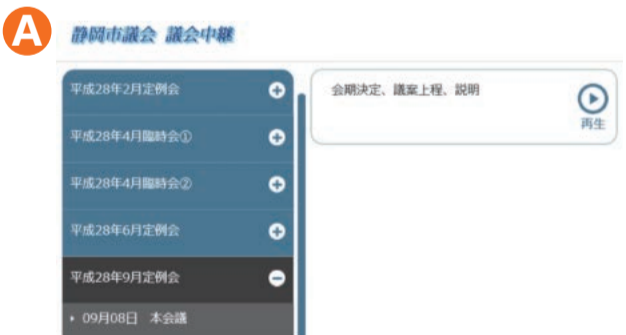 A
静岡市議会 議会中継
平成28年2月定例会
平成28年4月臨時会①
平成28年4月臨時会②
平成28年6月定例会
平成28年9月定例会
09月08日 本会議
会期決定、議案上程、説明
再生